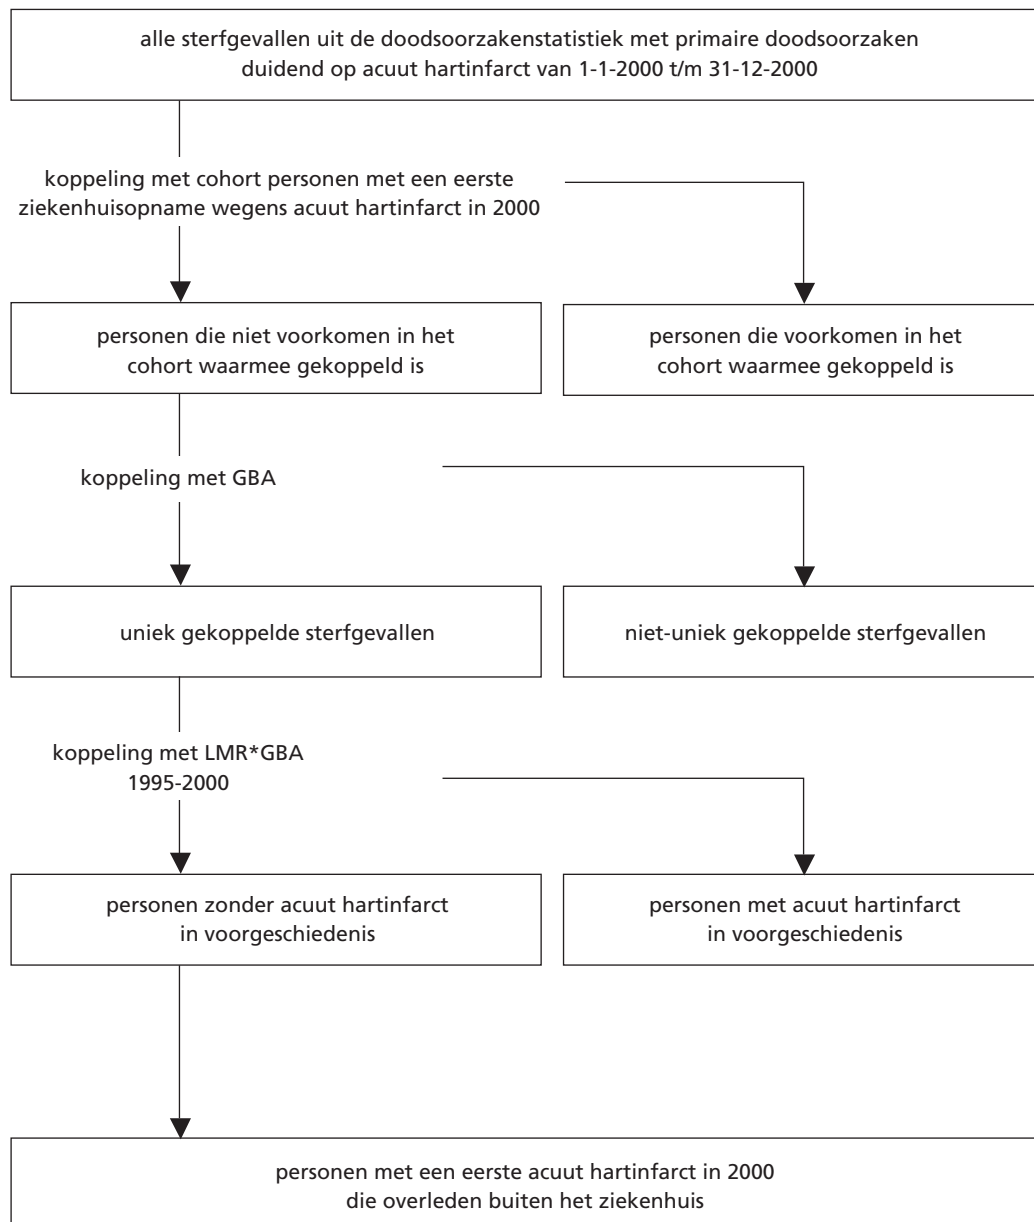 alle sterfgevallen uit de doodsoorzakenstatistiek met primaire doodsoorzaken
duidend op acuut hartinfarct van 1-1-2000 t/m 31-12-2000
koppeling met cohort personen met een eerste
ziekenhuisopname wegens acuut hartinfarct in 2000
personen die niet voorkomen in het
cohort waarmee gekoppeld is
personen die voorkomen in het
cohort waarmee gekoppeld is
koppeling met GBA
uniek gekoppelde sterfgevallen
niet-uniek gekoppelde sterfgevallen
koppeling met LMR*GBA
1995-2000
personen zonder acuut hartinfarct
in voorgeschiedenis
personen met acuut hartinfarct
in voorgeschiedenis
personen met een eerste acuut hartinfarct in 2000
die overleden buiten het ziekenhuis